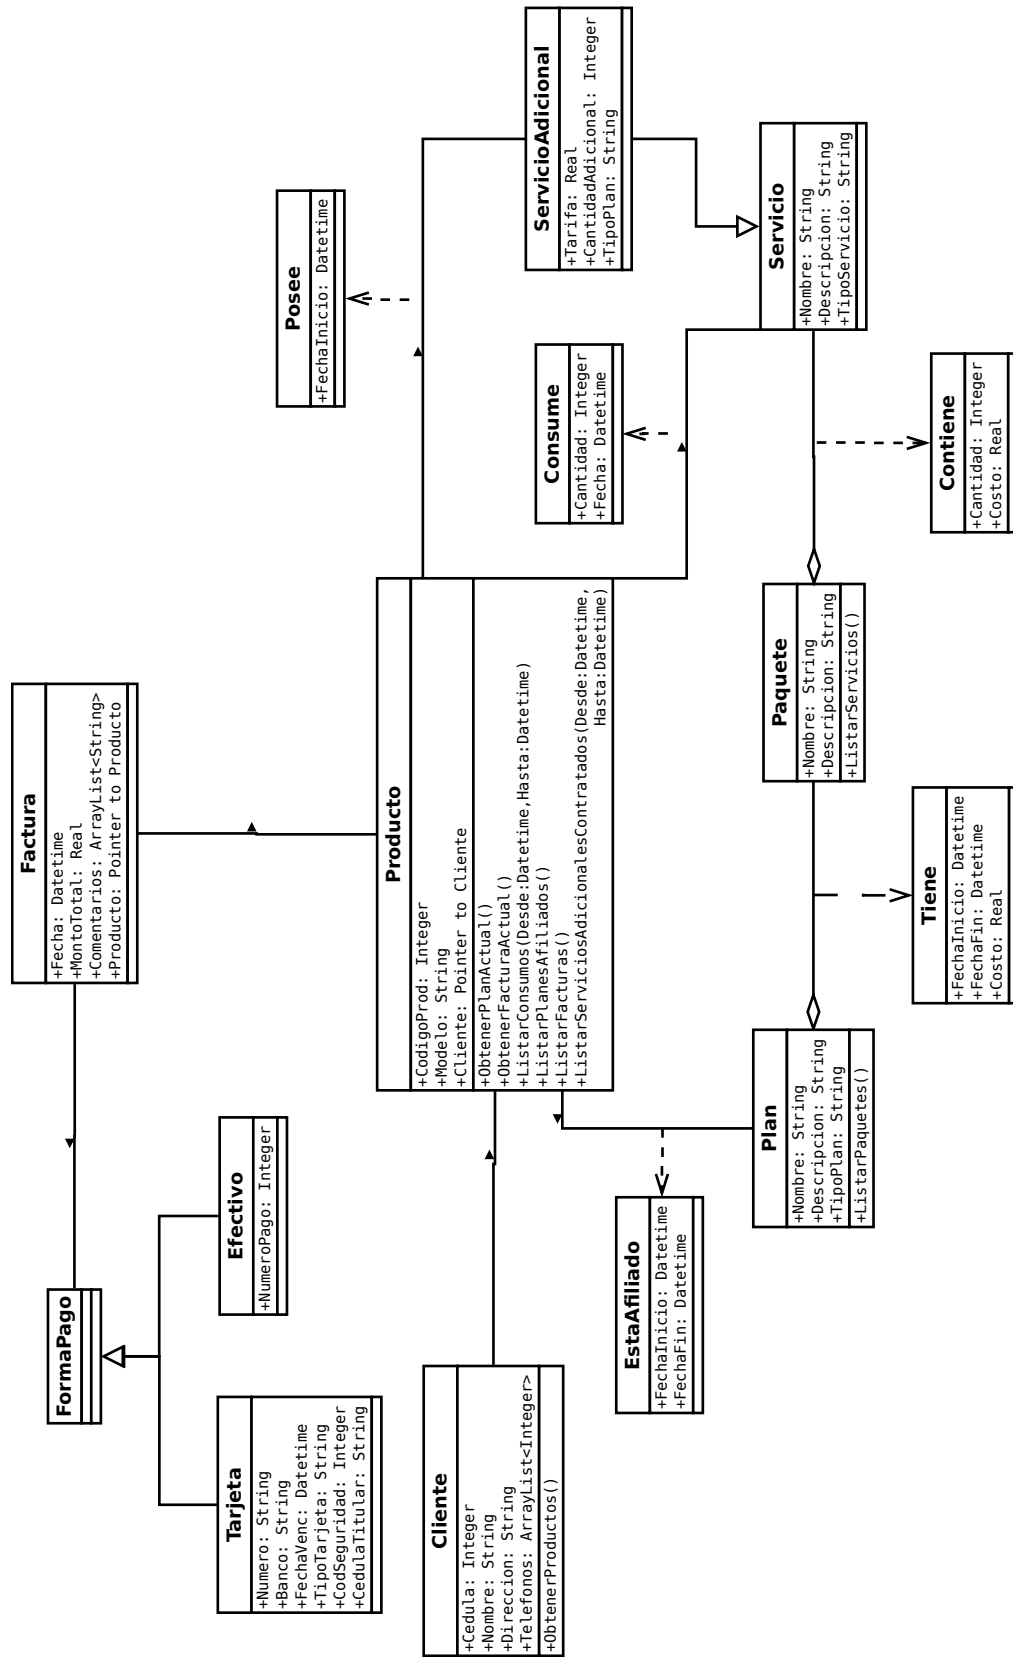 Tarjeta
+Numero: String
+Banco: String
+FechaVenc: Datetime
+TipoTarjeta: String
+CodSeguridad: Integer
+CedulaTitular: String
FormaPago
Efectivo
+NumeroPago: Integer
Factura
+Fecha: Datetime
+MontoTotal: Real
+Comentarios: ArrayList<String>
+Producto: Pointer to Producto
Posee
+FechaInicio: Datetime
Cliente
+Cedula: Integer
+Nombre: String
+Direccion: String
+Telefonos: ArrayList<Integer>
+ObtenerProductos()
Producto
+CodigoProd: Integer
+Modelo: String
+Cliente: Pointer to Cliente
+ObtenerPlanActual()
+ObtenerFacturaActual()
+ListarConsumos(Desde:Datetime,Hasta:Datetime)
+ListarPlanesAfiliados()
+ListarFacturas()
+ListarServiciosAdicionalesContratados(Desde:Datetime,
Hasta:Datetime)
Consume
+Cantidad: Integer
+Fecha: Datetime
ServicioAdicional
+Tarifa: Real
+CantidadAdicional: Integer
+TipoPlan: String
EstaAfiliado
+FechaInicio: Datetime
+FechaFin: Datetime
Plan
+Nombre: String
+Descripcion: String
+TipoPlan: String
+ListarPaquetes()
Paquete
+Nombre: String
+Descripcion: String
+ListarServicios()
Servicio
+Nombre: String
+Descripcion: String
+TipoServicio: String
Tiene
+FechaInicio: Datetime
+FechaFin: Datetime
+Costo: Real
Contiene
+Cantidad: Integer
+Costo: Real